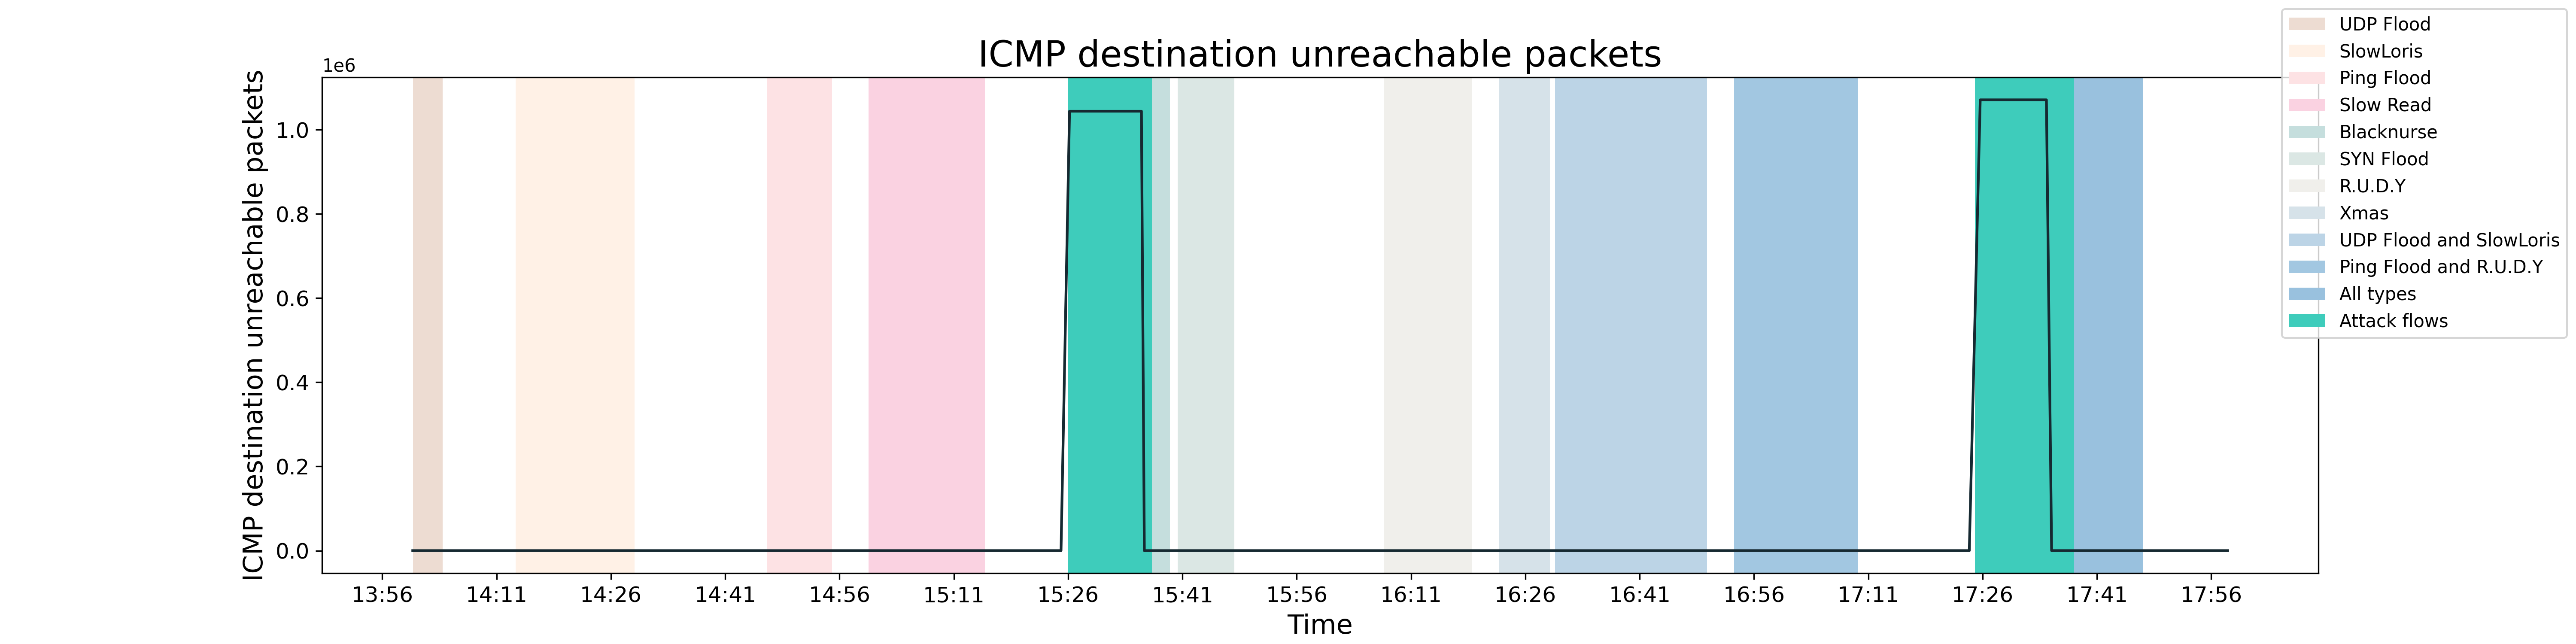 ICMP destination unreachable packets
1e6
ICMP destination unreachable packets
1.0
0.8
0.6
0.4
0.2
0.0
13:56 14:11 14:26 14:41 14:56 15:11 15:26 15:41 15:56 16:11 16:26 16:41 16:56 17:11 17:26 17:41 17:56
Time
UDP Flood
SlowLoris
Ping Flood
Slow Read
Blacknurse
SYN Flood
R.U.D.Y
Xmas
UDP Flood and SlowLoris
Ping Flood and R.U.D.Y
All types
Attack flows